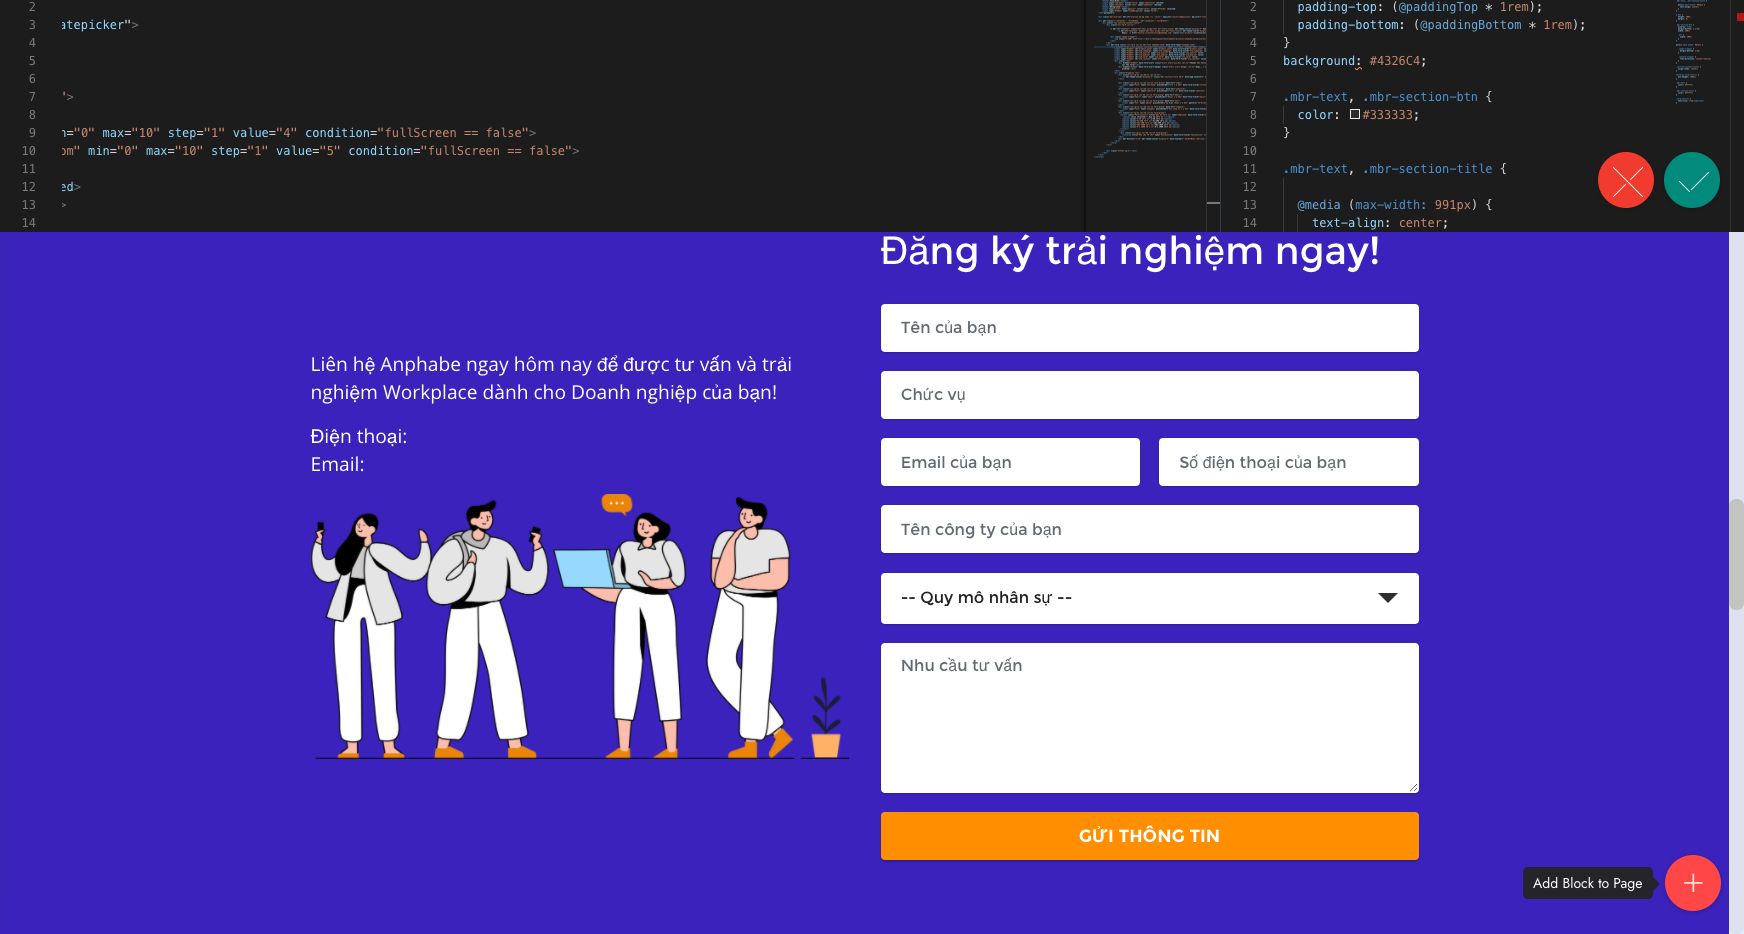 2
3 atepicker">
4
5
6
7 '">
8
9 n="0" max="10" step="1" value="4" condition="fullScreen == false">
10 om" min="0" max="10" step="1" value="5" condition="fullScreen == false">
11
12 ed>
13 >
14
2 padding-top: (@paddingTop * 1rem);
3 padding-bottom: (@paddingBottom * 1rem);
4 }
5 background: #4326C4;
6
7 .mbr-text, .mbr-section-btn {
8 color: #333333;
9 }
10
11 .mbr-text, .mbr-section-title {
12
13 @media (max-width: 991px) {
14 text-align: center;
Đăng ký trải nghiệm ngay!
Tên của bạn
Chức vụ
Email của bạn
Số điện thoại của bạn
Tên công ty của bạn
-- Quy mô nhân sự --
Nhu cầu tư vấn
GỬI THÔNG TIN
Liên hệ Anphabe ngay hôm nay để được tư vấn và trải
nghiệm Workplace dành cho Doanh nghiệp của bạn!
Điện thoại:
Email:
Add Block to Page